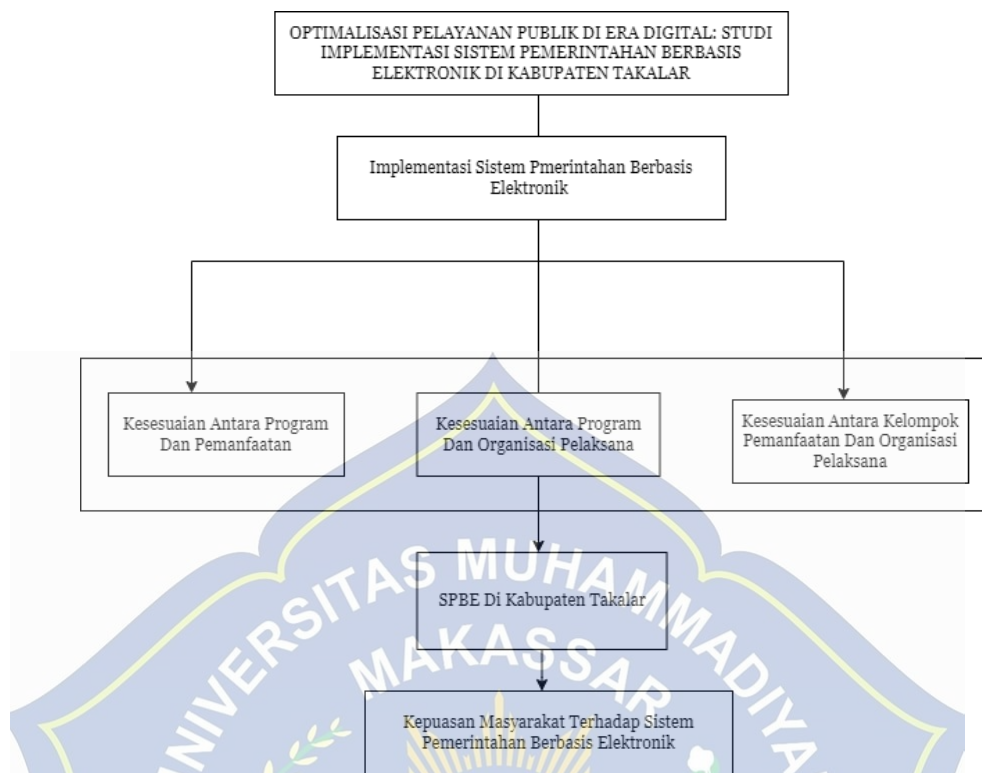 OPTIMALISASI PELAYANAN PUBLIK DI ERA DIGITAL: STUDI
IMPLEMENTASI SISTEM PEMERINTAHAN BERBASIS
ELEKTRONIK DI KABUPATEN TAKALAR
Implementasi Sistem Pmerintahan Berbasis
Elektronik
Kesesuaian Antara Program
Dan Pemanfaatan
Kesesuaian Antara Program
Dan Organisasi Pelaksana
Kesesuaian Antara Kelompok
Pemanfaatan Dan Organisasi
Pelaksana
SPBE Di Kabupaten Takalar
Kepuasan Masyarakat Terhadap Sistem
Pemerintahan Berbasis Elektronik
UNIVERSITAS MUHAMMADIYA
MAKASSAR